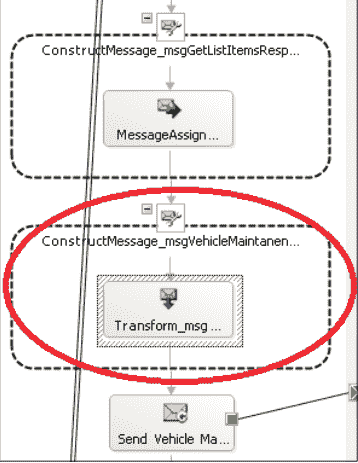 ConstructMessage_msgGetListItemsResp...
MessageAssign...
ConstructMessage_msgVehicleMaintanen...
Transform_msg ...
Send Vehicle Ma...